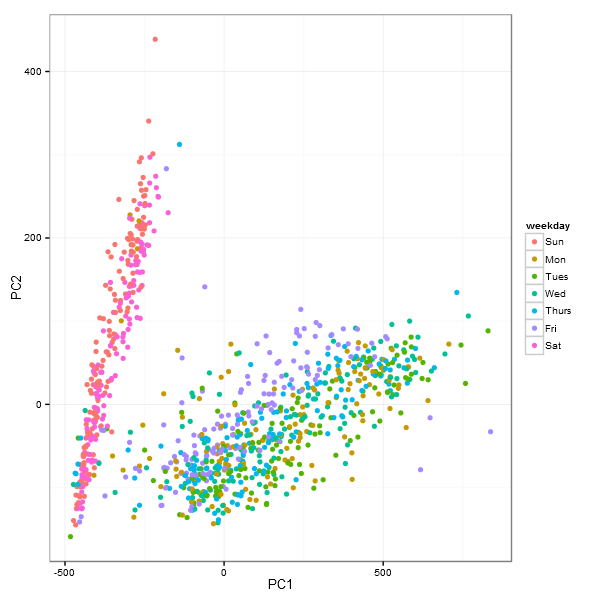 400
200
0
PC2
-500
0
500
PC1
weekday
Sun
Mon
Tues
Wed
Thurs
Fri
Sat